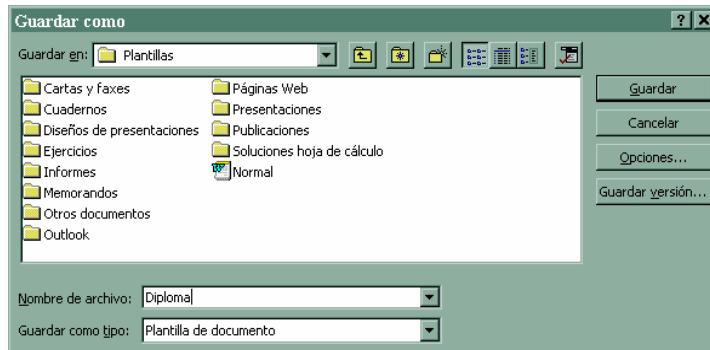 Guardar como
Guardar en: Plantillas
Cartas y faxes
Cuadernos
Diseños de presentaciones
Ejercicios
Informes
Memorandos
Otros documentos
Outlook
Páginas Web
Presentaciones
Publicaciones
Soluciones hoja de cálculo
Normal
Guardar
Cancelar
Opciones...
Guardar versión...
Nombre de archivo: Diploma
Guardar como tipo: Plantilla de documento